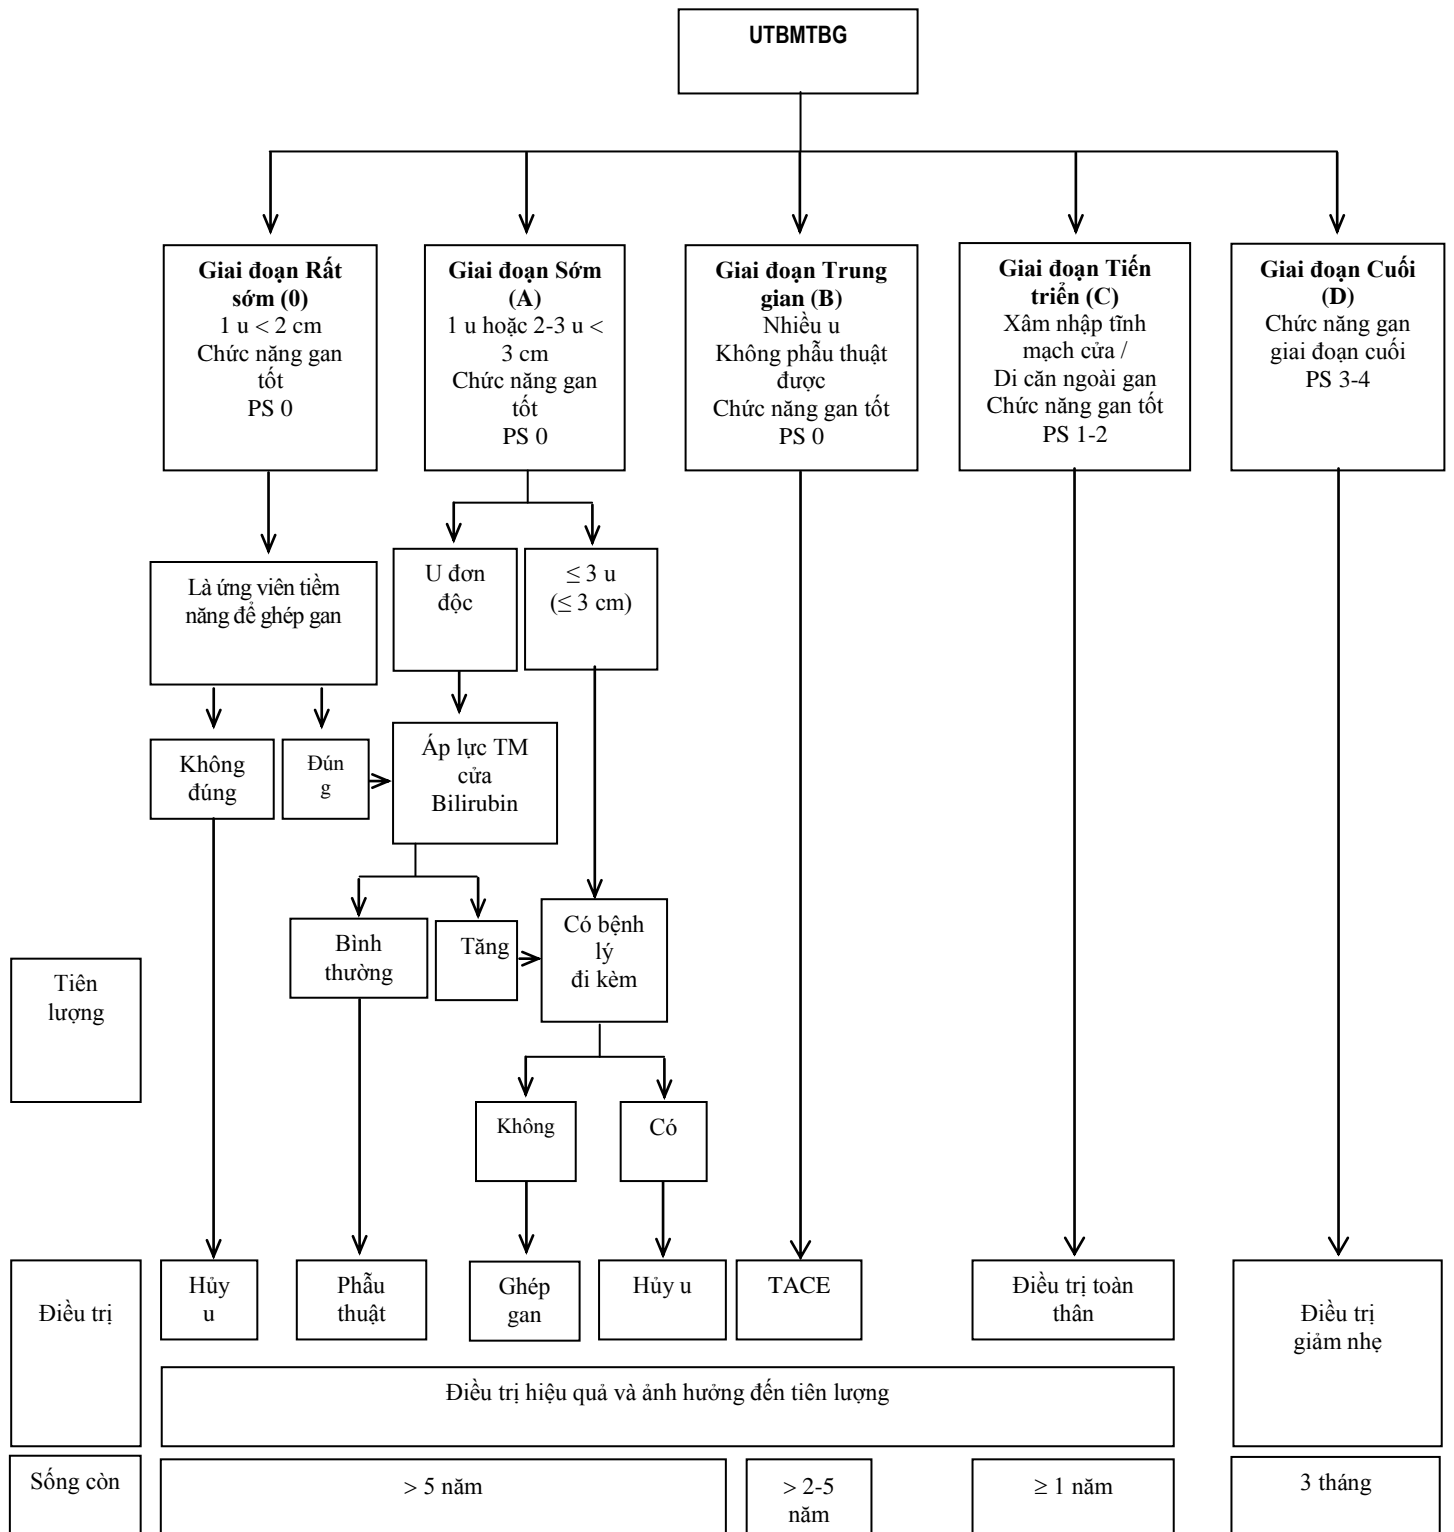 UTBMTBG
Giai đoạn Rất
sớm (0)
1 u < 2 cm
Chức năng gan
tốt
PS 0
Giai đoạn Sớm
(A)
1 u hoặc 2-3 u <
3 cm
Chức năng gan
tốt
PS 0
Giai đoạn Trung
gian (B)
Nhiều u
Không phẫu thuật
được
Chức năng gan tốt
PS 0
Giai đoạn Tiến
triển (C)
Xâm nhập tĩnh
mạch cửa /
Di căn ngoài gan
Chức năng gan tốt
PS 1-2
Giai đoạn Cuối
(D)
Chức năng gan
giai đoạn cuối
PS 3-4
Là ứng viên tiềm
năng để ghép gan
U đơn
độc
≤ 3 u
(≤ 3 cm)
Không
đúng
Đún
g
Áp lực TM
cửa
Bilirubin
Bình
thường
Tăng
Có bệnh
lý
đi kèm
Tiên
lượng
Không
Có
Điều trị
Hủy
u
Phẫu
thuật
Ghép
gan
Hủy u
TACE
Điều trị toàn
thân
Điều trị
giảm nhẹ
Điều trị hiệu quả và ảnh hưởng đến tiên lượng
Sống còn
> 5 năm
> 2-5
năm
≥ 1 năm
3 tháng